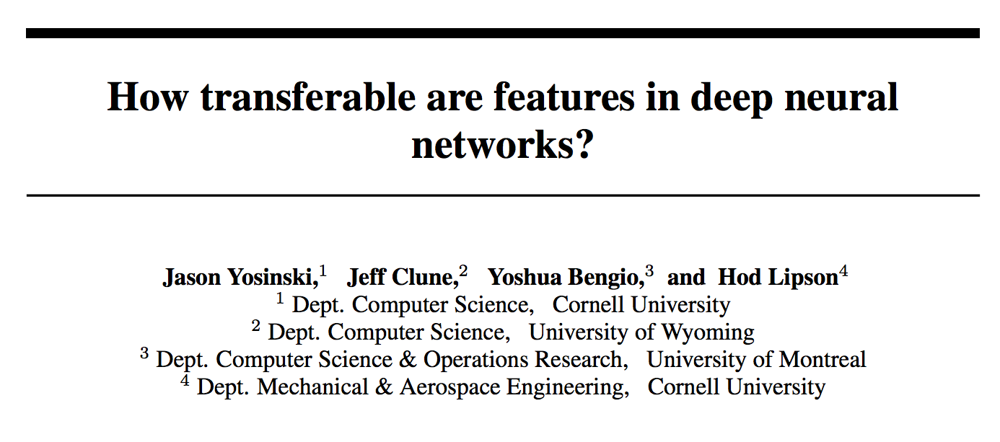 How transferable are features in deep neural
networks?
Jason Yosinski,1 Jeff Clune,2 Yoshua Bengio,3 and Hod Lipson4
1 Dept. Computer Science, Cornell University
2 Dept. Computer Science, University of Wyoming
3 Dept. Computer Science & Operations Research, University of Montreal
4 Dept. Mechanical & Aerospace Engineering, Cornell University